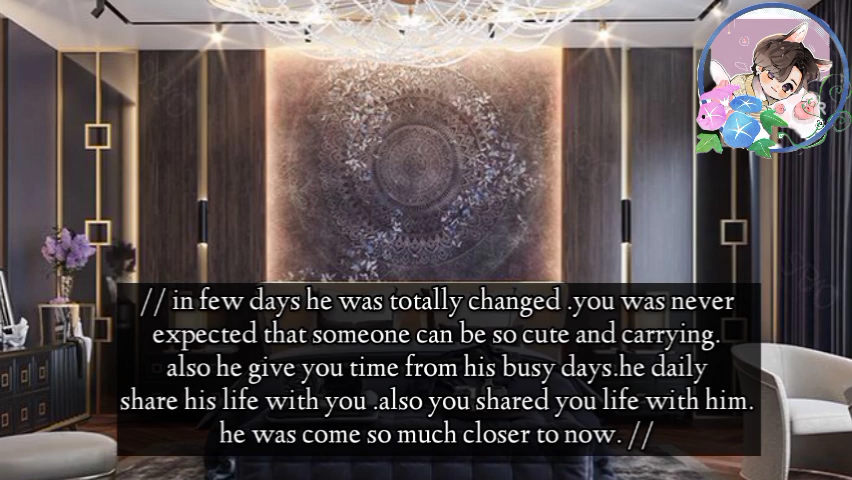 // in few days he was totally changed .you was never
expected that someone can be so cute and carrying.
also he give you time from his busy days.he daily
share his life with you .also you shared you life with him.
he was come so much closer to now. //